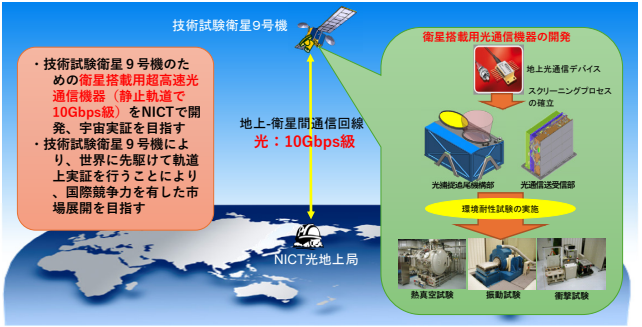 技術試験衛星9号機
・技術試験衛星９号機のた
めの衛星搭載用超高速光
通信機器（静止軌道で
10Gbps級）をNICTで開
発、宇宙実証を目指す
・技術試験衛星９号機によ
り、世界に先駆けて軌道
上実証を行うことにより
、国際競争力を有した市
場展開を目指す
地上-衛星間通信回線
光：10Gbps級
NICT光地上局
衛星搭載用光通信機器の開発
地上光通信デバイス
スクリーニングプロセス
の確立
光捕捉追尾機構部
光通信送受信部
環境耐性試験の実施
熱真空試験
振動試験
衝撃試験